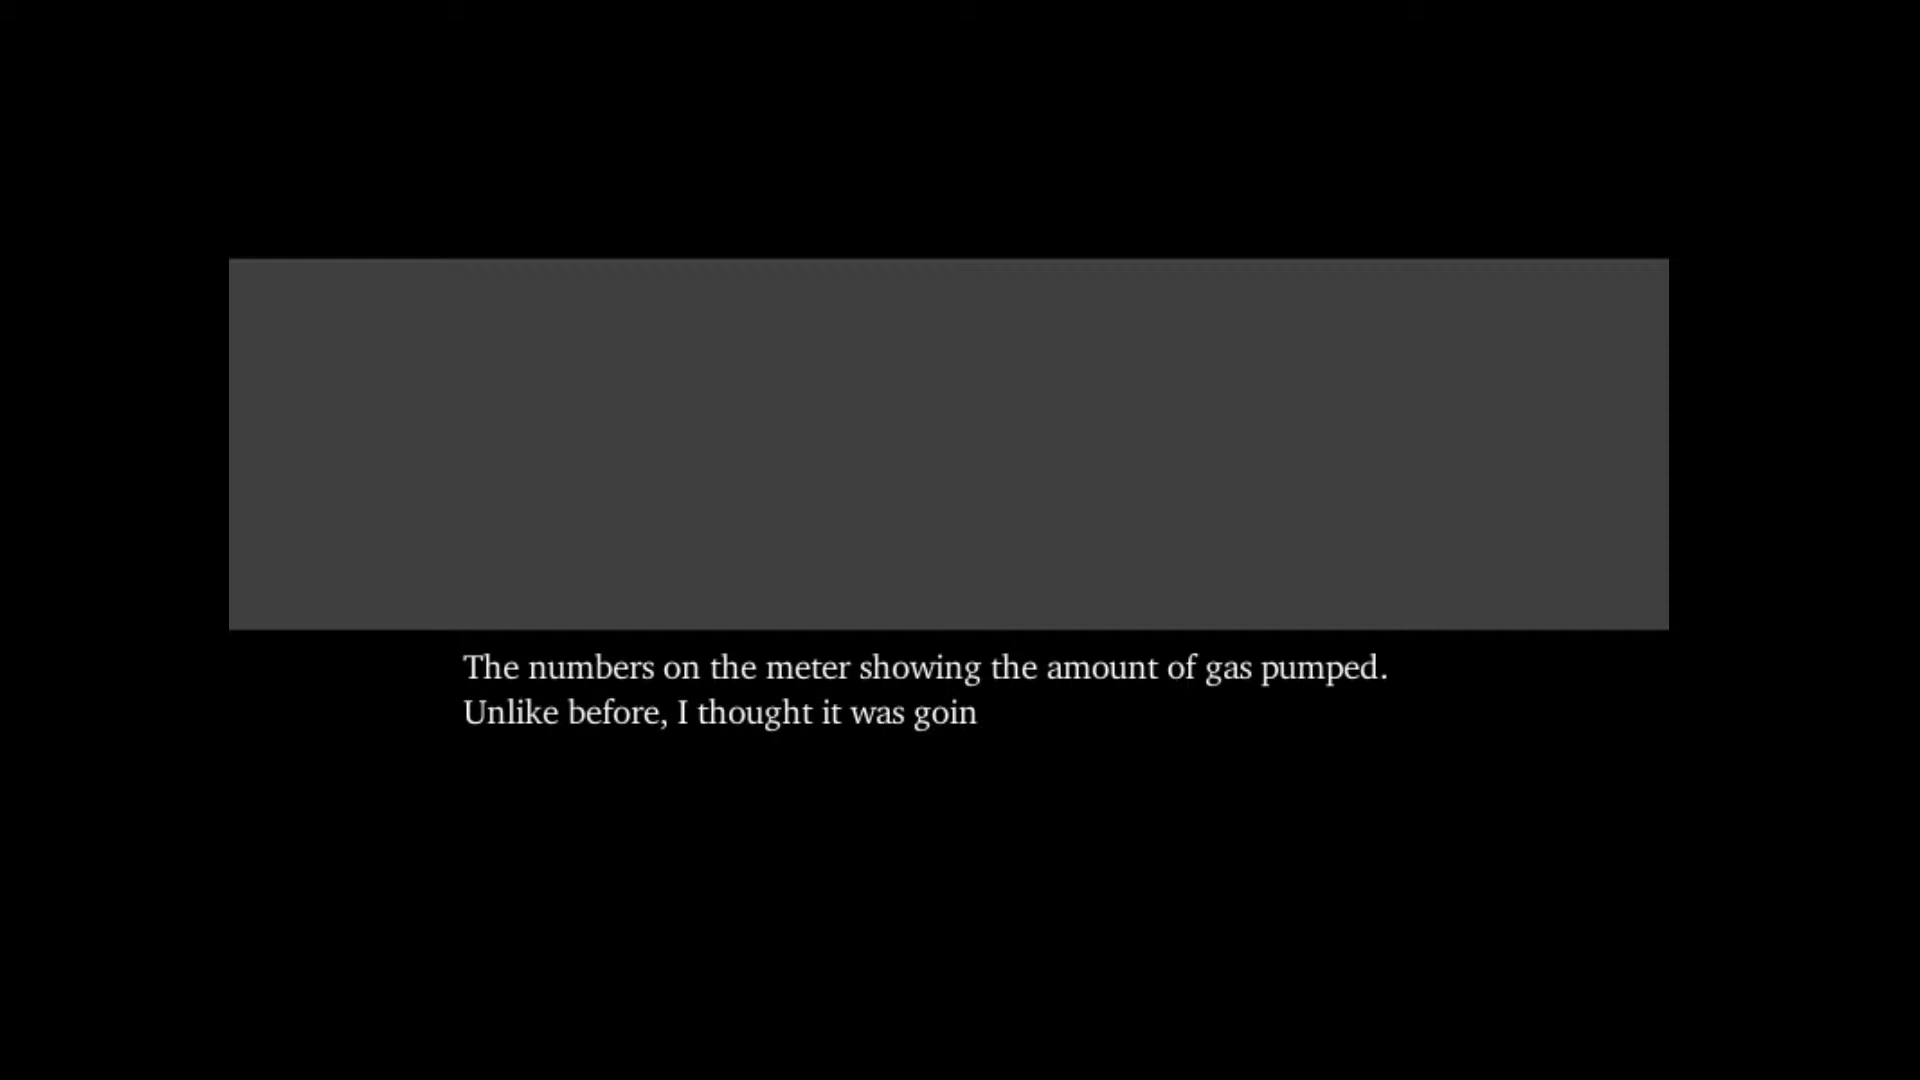 The numbers on the meter showing the amount of gas pumped.
Unlike before, I thought it was goin